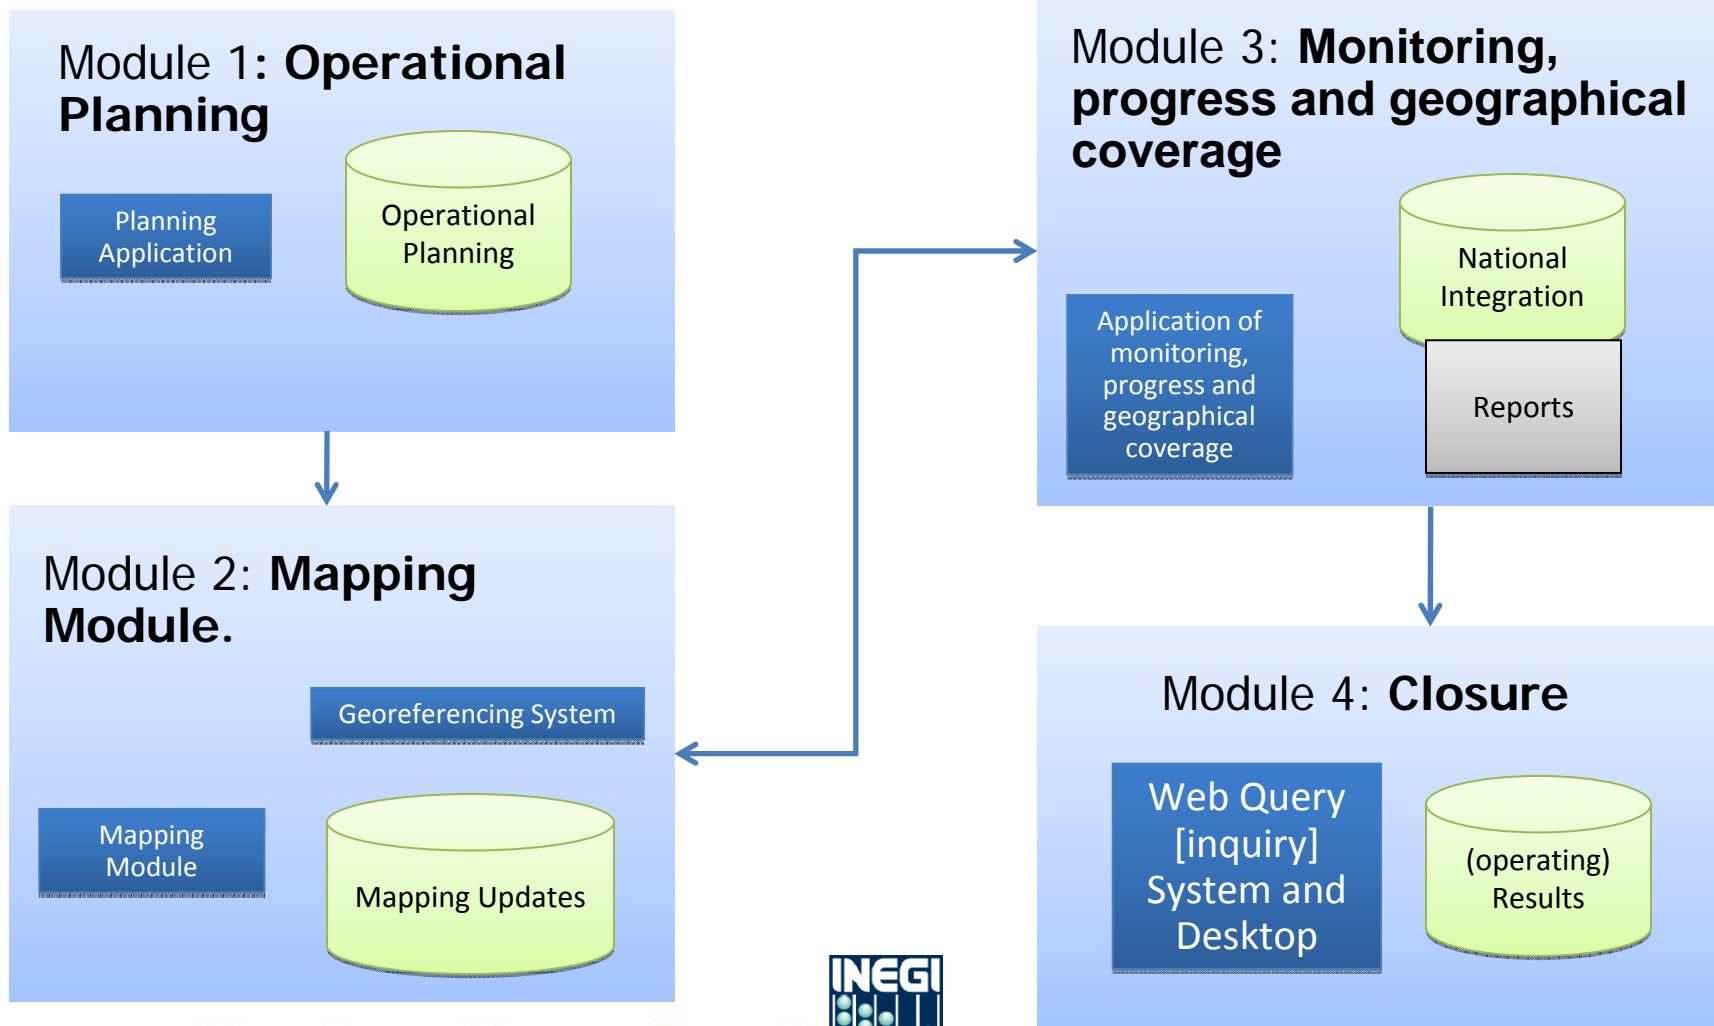 Module 1: Operational
Planning
Planning
Application
Operational
Planning
Module 2: Mapping
Module.
Georeferencing System
Mapping
Module
Mapping Updates
Module 3: Monitoring,
progress and geographical
coverage
National
Integration
Application of
monitoring,
progress and
geographical
coverage
Reports
Module 4: Closure
Web Query
[inquiry]
System and
Desktop
(operating)
Results
INEGI